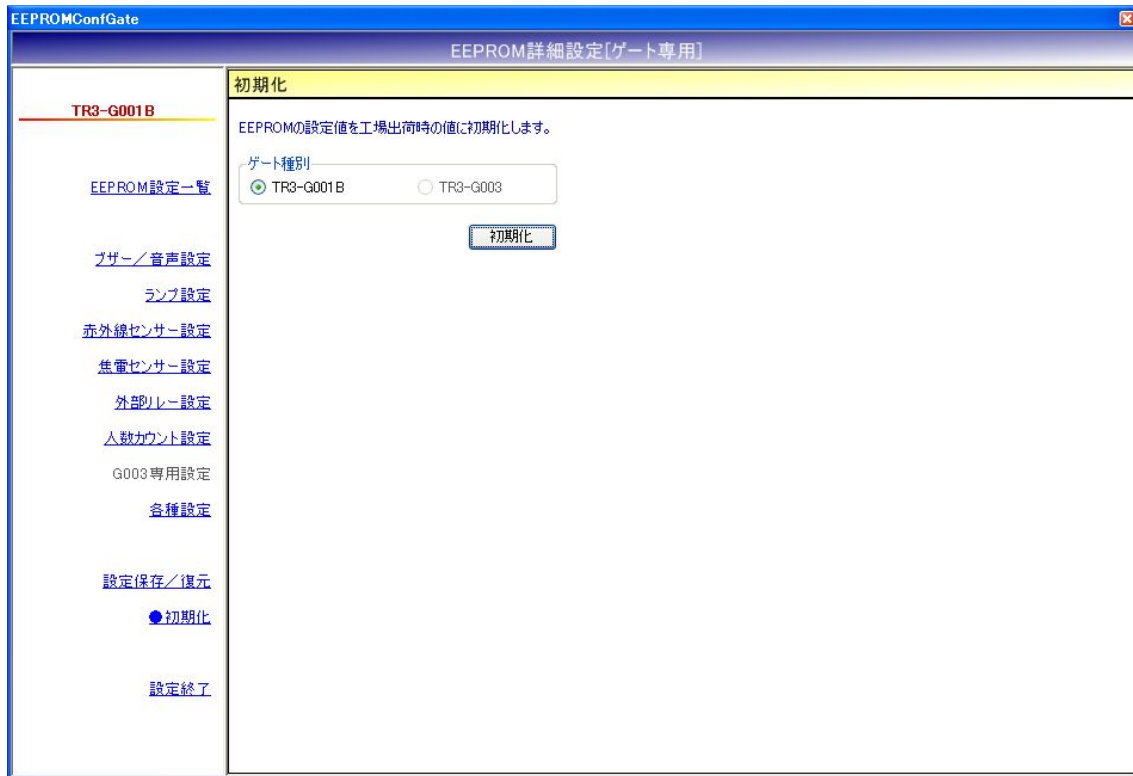 EEPROMConfGate
EEPROM詳細設定[ゲート専用]
TR3-G001B
EEPROM設定一覧
ブザー／音声設定
ランプ設定
赤外線センサー設定
焦電センサー設定
外部リレー設定
人数カウント設定
G003専用設定
各種設定
設定保存／復元
●初期化
設定終了
初期化
EEPROMの設定値を工場出荷時の値に初期化します。
ゲート種別
TR3-G001B TR3-G003
初期化